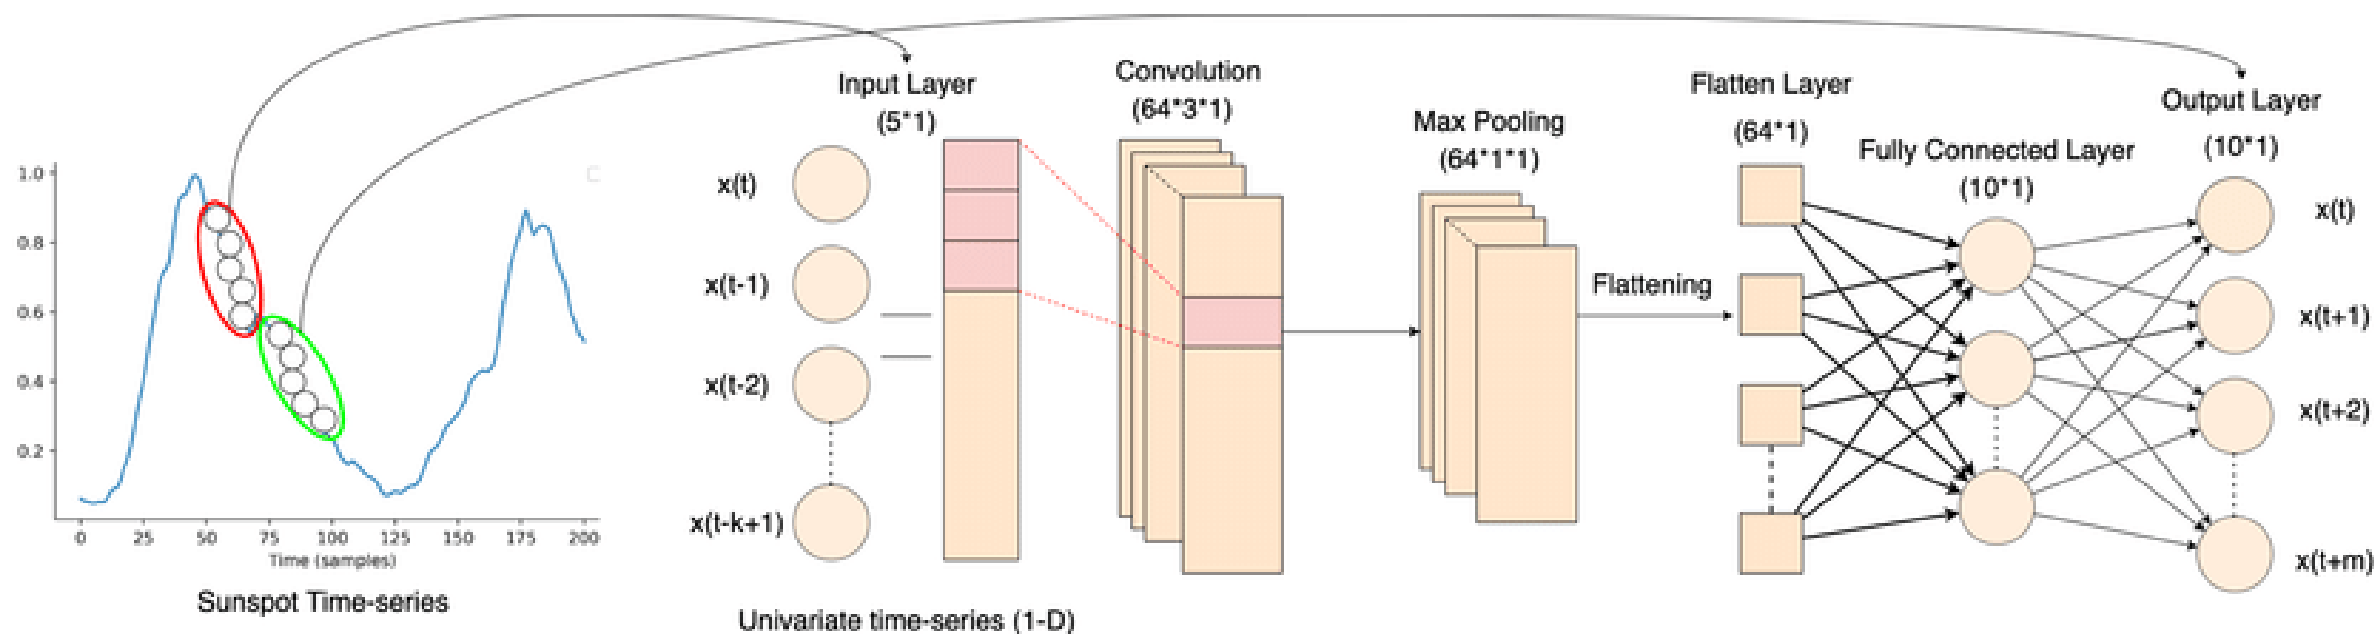 1.0
0.8
0.6
0.4
0.2
0 25 50 75 100 125 150 175 200
Time (samples)
Sunspot Time-series
Input Layer
(5*1)
x(t)
x(t-1)
x(t-2)
x(t-k+1)
Univariate time-series (1-D)
Convolution
(64*3*1)
Max Pooling
(64*1*1)
Flattening
Flatten Layer
(64*1)
Fully Connected Layer
(10*1)
Output Layer
(10*1)
x(t)
x(t+1)
x(t+2)
x(t+m)